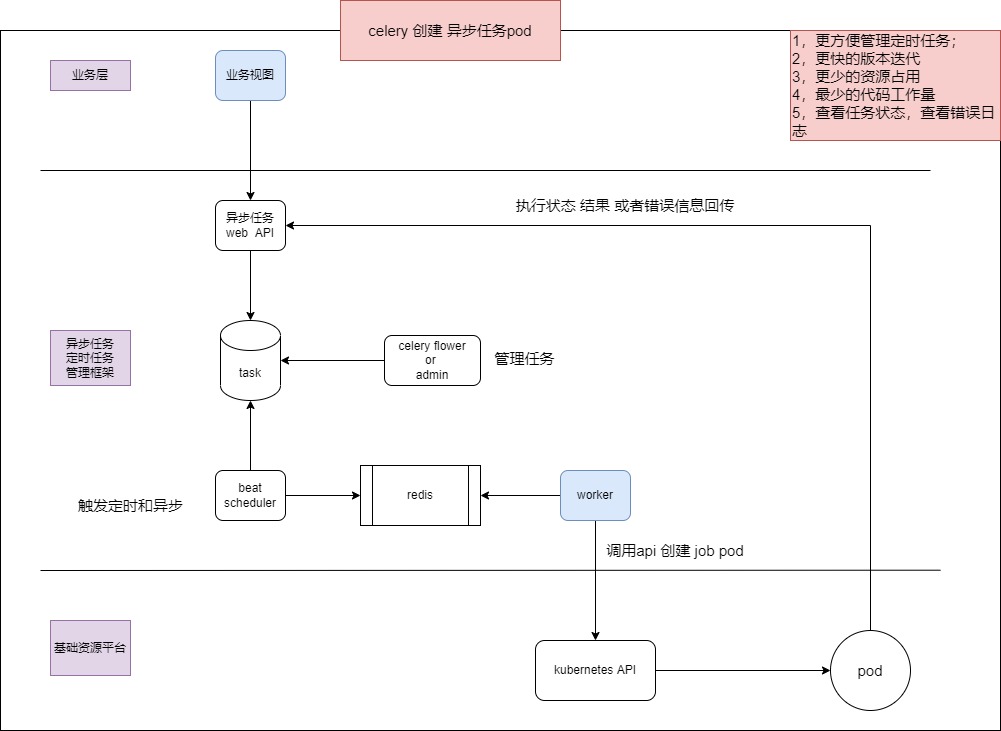 celery 创建 异步任务pod
1，更方便管理定时任务；
2，更快的版本迭代
3，更少的资源占用
4，最少的代码工作量
5，查看任务状态，查看错误日
志
业务层
业务视图
执行状态 结果 或者错误信息回传
异步任务
web API
异步任务
定时任务
管理框架
task
celery flower
or
admin
管理任务
触发定时和异步
beat
scheduler
redis
worker
调用api 创建 job pod
基础资源平台
kubernetes API
pod